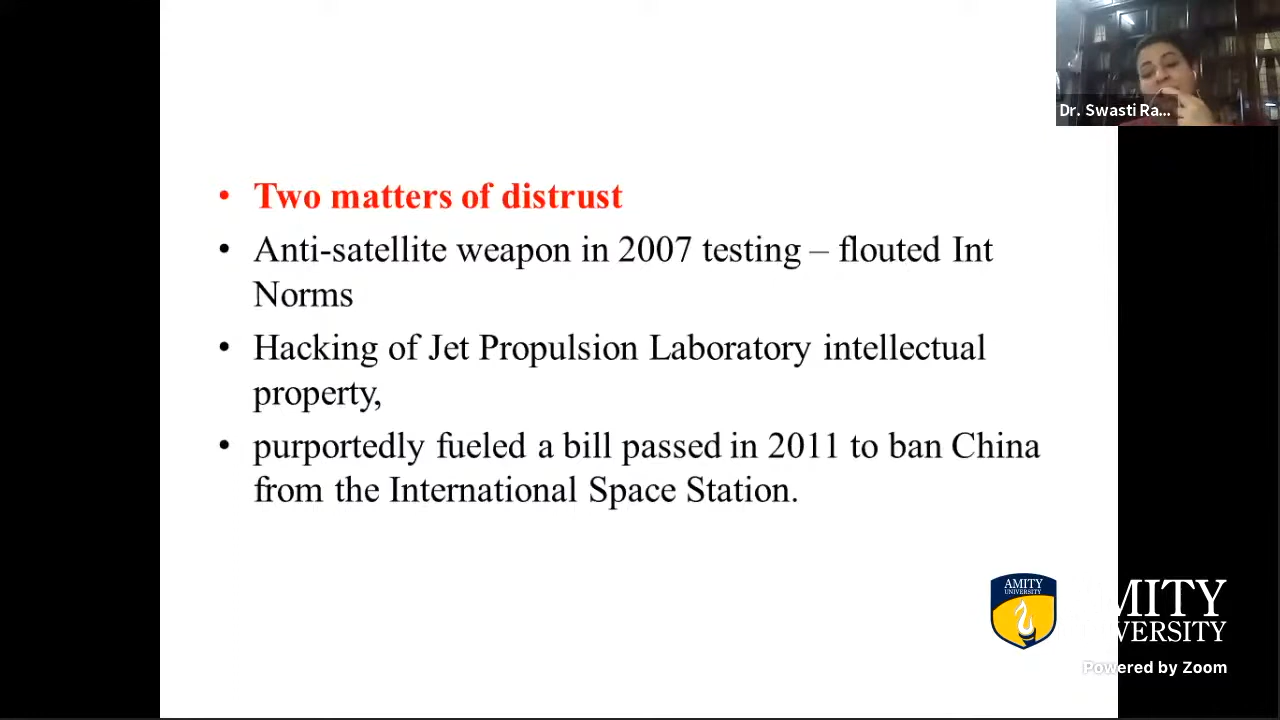 Dr. Swasti Ra...
• Two matters of distrust
• Anti-satellite weapon in 2007 testing – flouted Int
Norms
• Hacking of Jet Propulsion Laboratory intellectual
property,
• purportedly fueled a bill passed in 2011 to ban China
from the International Space Station.
AMITY
UNIVERSITY
MITY
VERSITY
Powered by Zoom